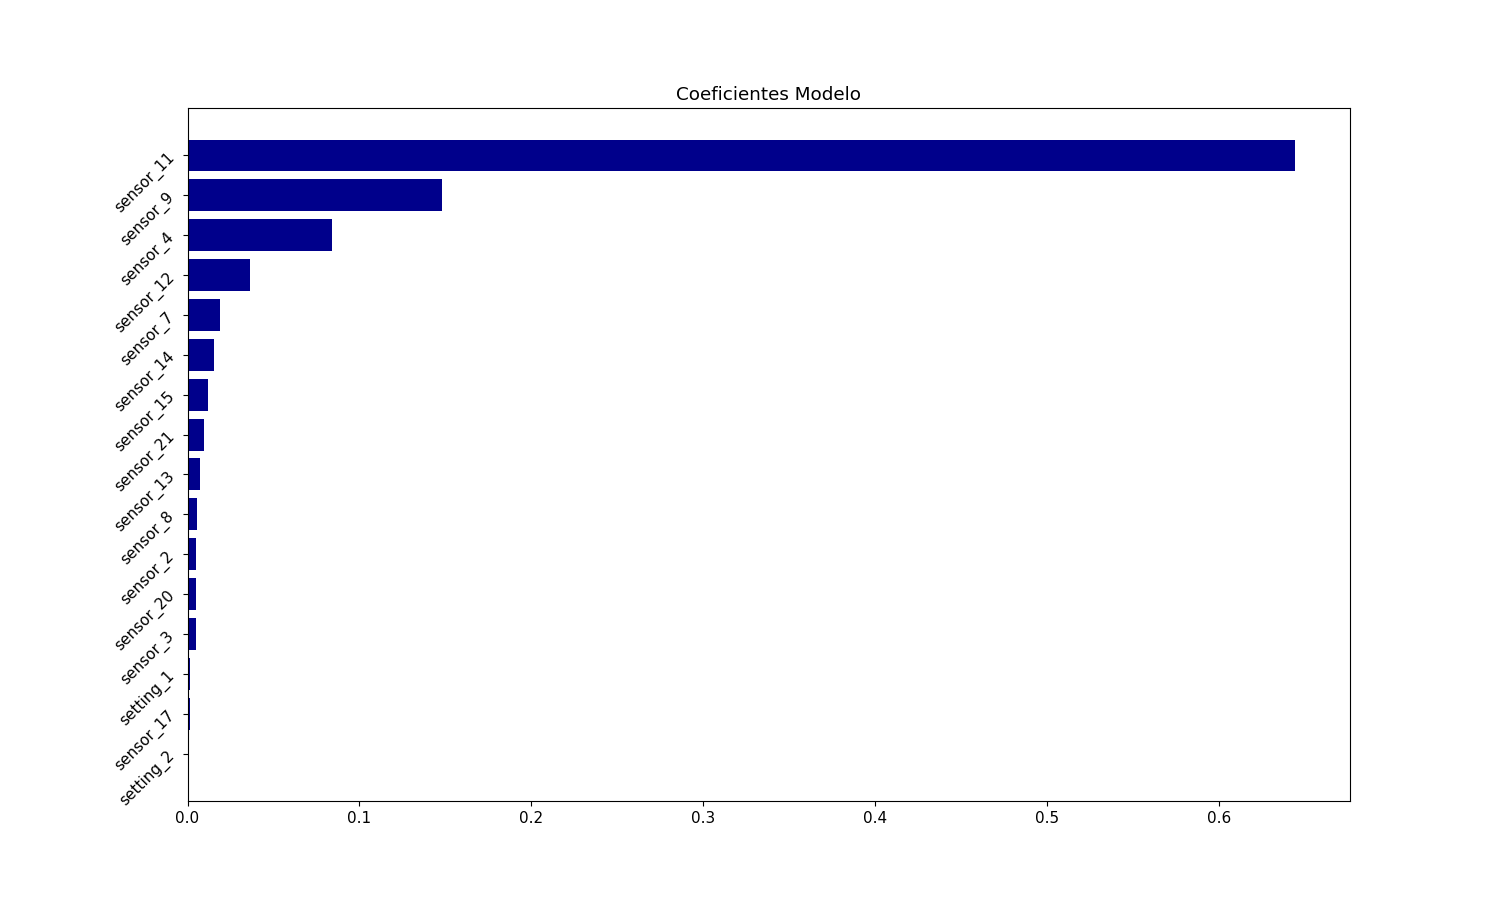 Coeficientes Modelo
sensor_11
sensor_9
sensor_4
sensor_12
sensor_7
sensor_14
sensor_15
sensor_21
sensor_13
sensor_8
sensor_2
sensor_20
sensor_3
setting_1
sensor_17
setting_2
0.0 0.1 0.2 0.3 0.4 0.5 0.6